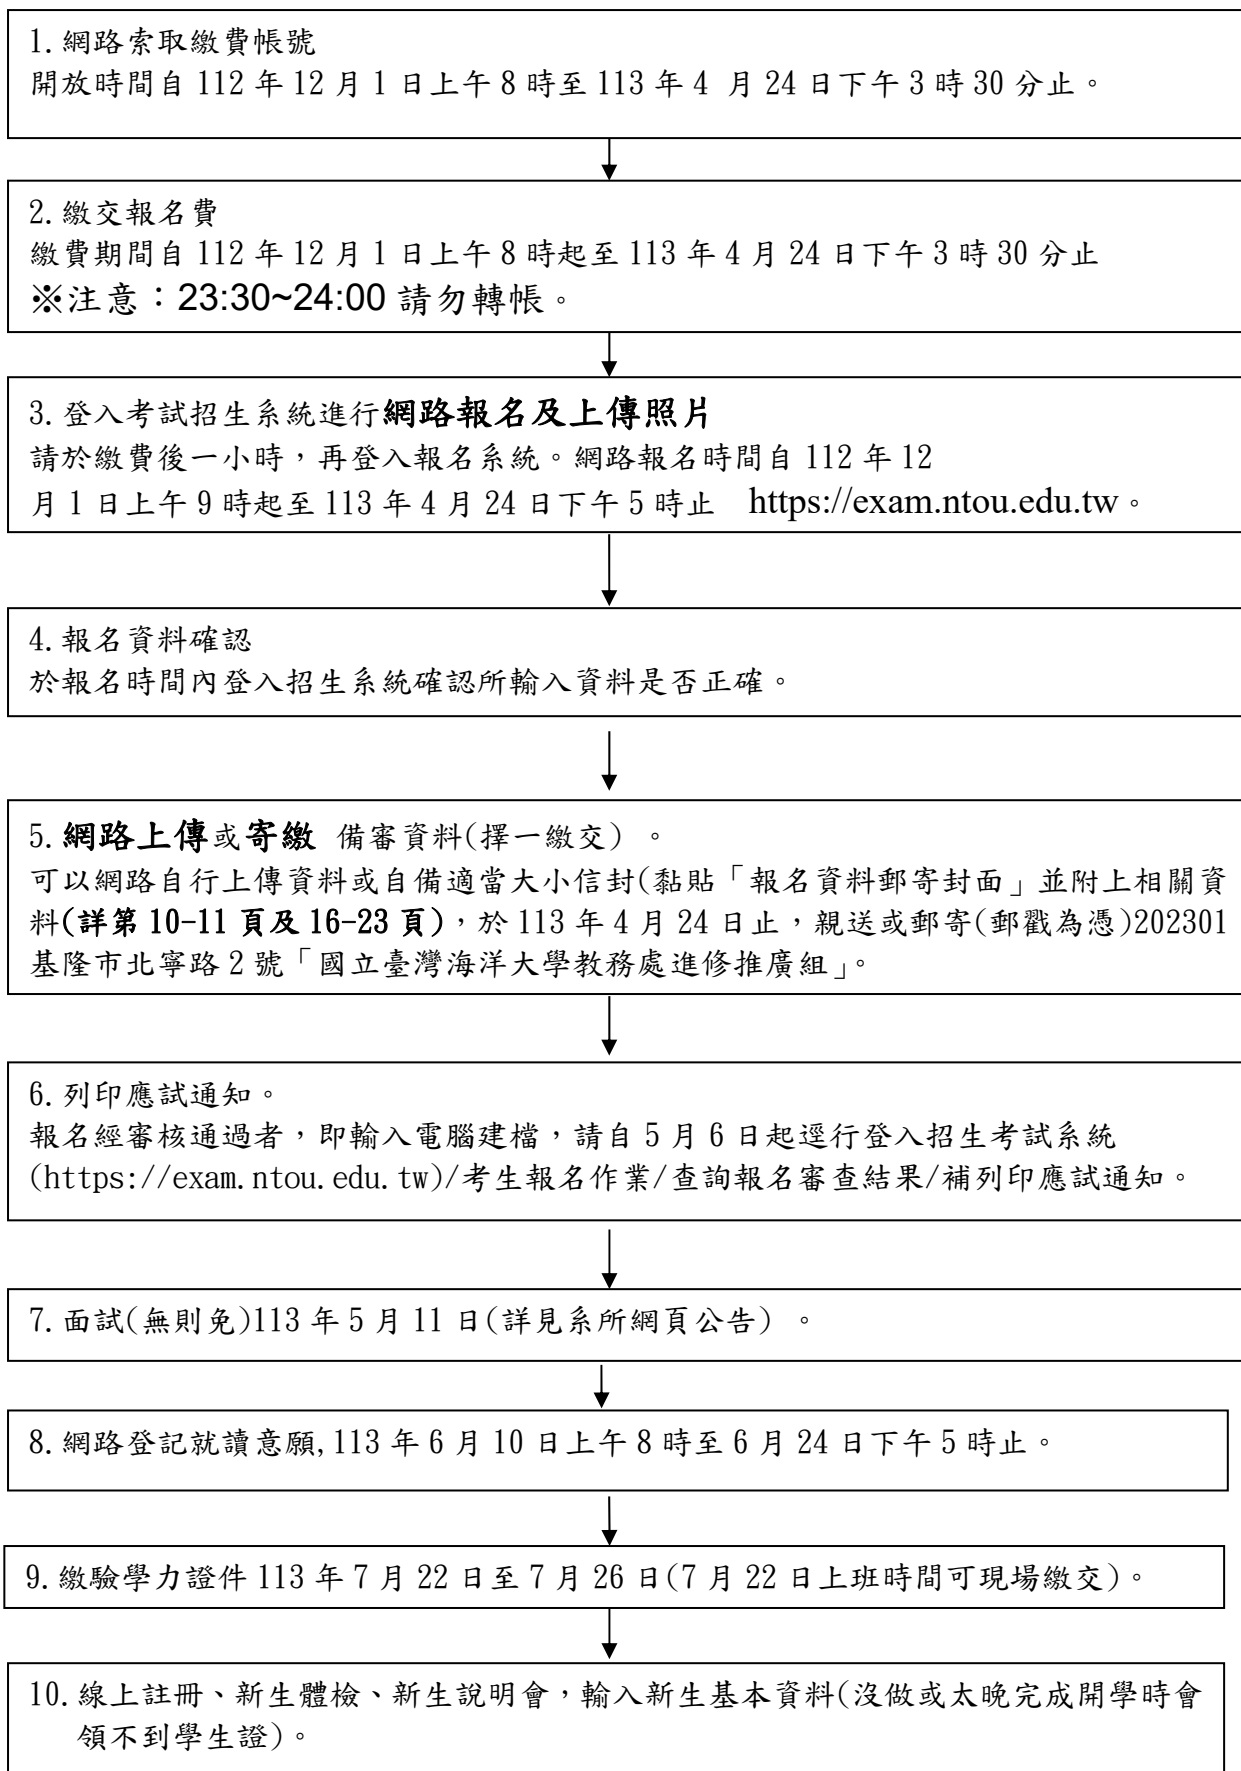 1.網路索取繳費帳號
開放時間自 112 年 12 月 1 日上午 8 時至 113 年 4 月 24 日下午 3 時 30 分止。
2.繳交報名費
繳費期間自 112 年 12 月 1 日上午 8 時起至 113 年 4 月 24 日下午 3 時 30 分止
※注意：23:30~24:00 請勿轉帳。
3.登入考試招生系統進行網路報名及上傳照片
請於繳費後一小時，再登入報名系統。網路報名時間自 112 年 12
月 1 日上午 9 時起至 113 年 4 月 24 日下午 5 時止 https://exam.ntou.edu.tw。
4.報名資料確認
於報名時間內登入招生系統確認所輸入資料是否正確。
5.網路上傳或寄繳 備審資料(擇一繳交) 。
可以網路自行上傳資料或自備適當大小信封(黏貼「報名資料郵寄封面」並附上相關資
料(詳第 10-11 頁及 16-23 頁)，於 113 年 4 月 24 日止，親送或郵寄(郵戳為憑)202301
基隆市北寧路 2 號「國立臺灣海洋大學教務處進修推廣組」。
6.列印應試通知。
報名經審核通過者，即輸入電腦建檔，請自 5 月 6 日起逕行登入招生考試系統
(https://exam.ntou.edu.tw)/考生報名作業/查詢報名審查結果/補列印應試通知。
7.面試(無則免)113 年 5 月 11 日(詳見系所網頁公告) 。
8.網路登記就讀意願,113 年 6 月 10 日上午 8 時至 6 月 24 日下午 5 時止。
9.繳驗學力證件 113 年 7 月 22 日至 7 月 26 日(7 月 22 日上班時間可現場繳交)。
10.線上註冊、新生體檢、新生說明會，輸入新生基本資料(沒做或太晚完成開學時會
領不到學生證)。